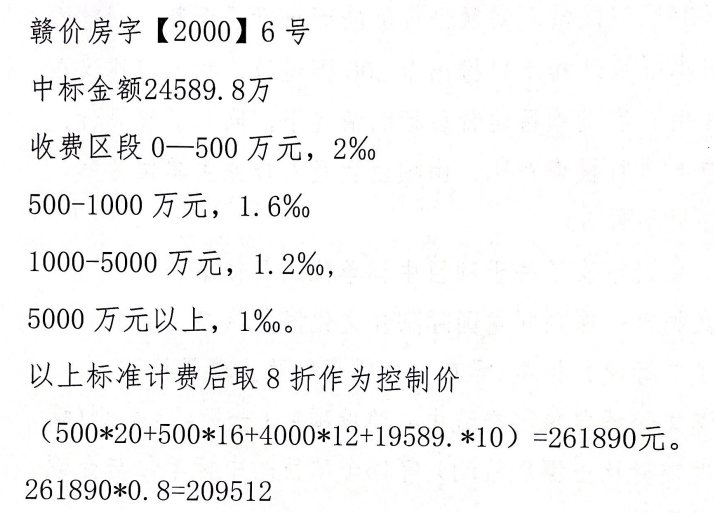 赣价房字【2000】6号
中标金额24589.8万
收费区段 0—500 万元，2‰
500-1000 万元，1.6‰
1000-5000 万元，1.2‰,
5000 万元以上，1‰。
以上标准计费后取 8 折作为控制价
（500*20+500*16+4000*12+19589.*10）=261890元。
261890*0.8=209512